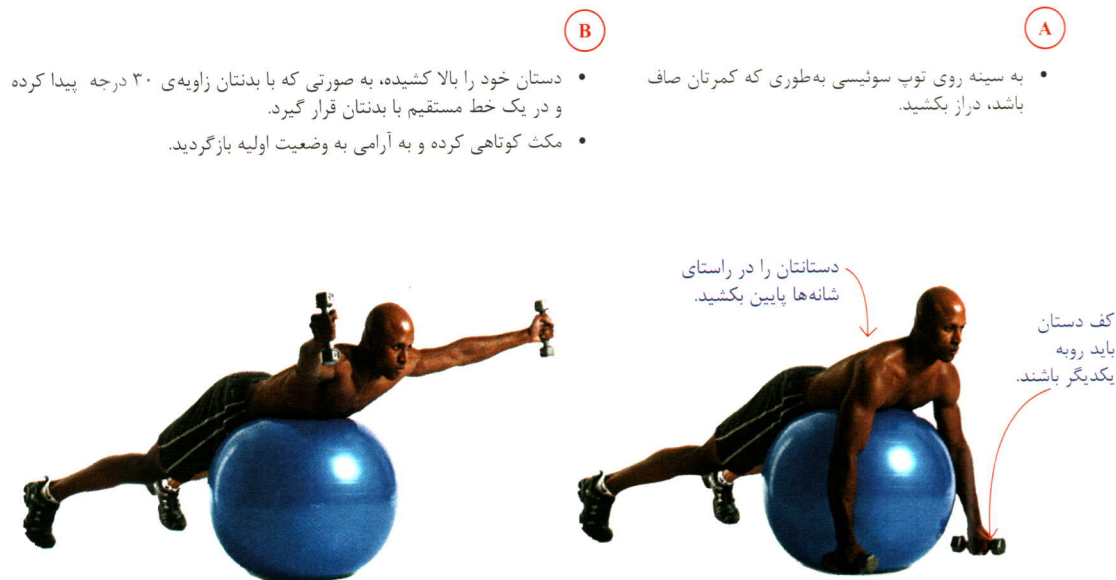 A
• به سینه روی توپ سوئیسی به‌طوری که کمرتان صاف
باشد، دراز بکشید.
دستانتان را در راستای
شانه‌ها پایین بکشید.
کف دستان
باید روبه
یکدیگر باشند.
B
• دستان خود را بالا کشیده، به صورتی که با بدنتان زاویه‌ی ۳۰ درجه پیدا کرده
و در یک خط مستقیم با بدنتان قرار گیرد.
• مکث کوتاهی کرده و به آرامی به وضعیت اولیه بازگردید.